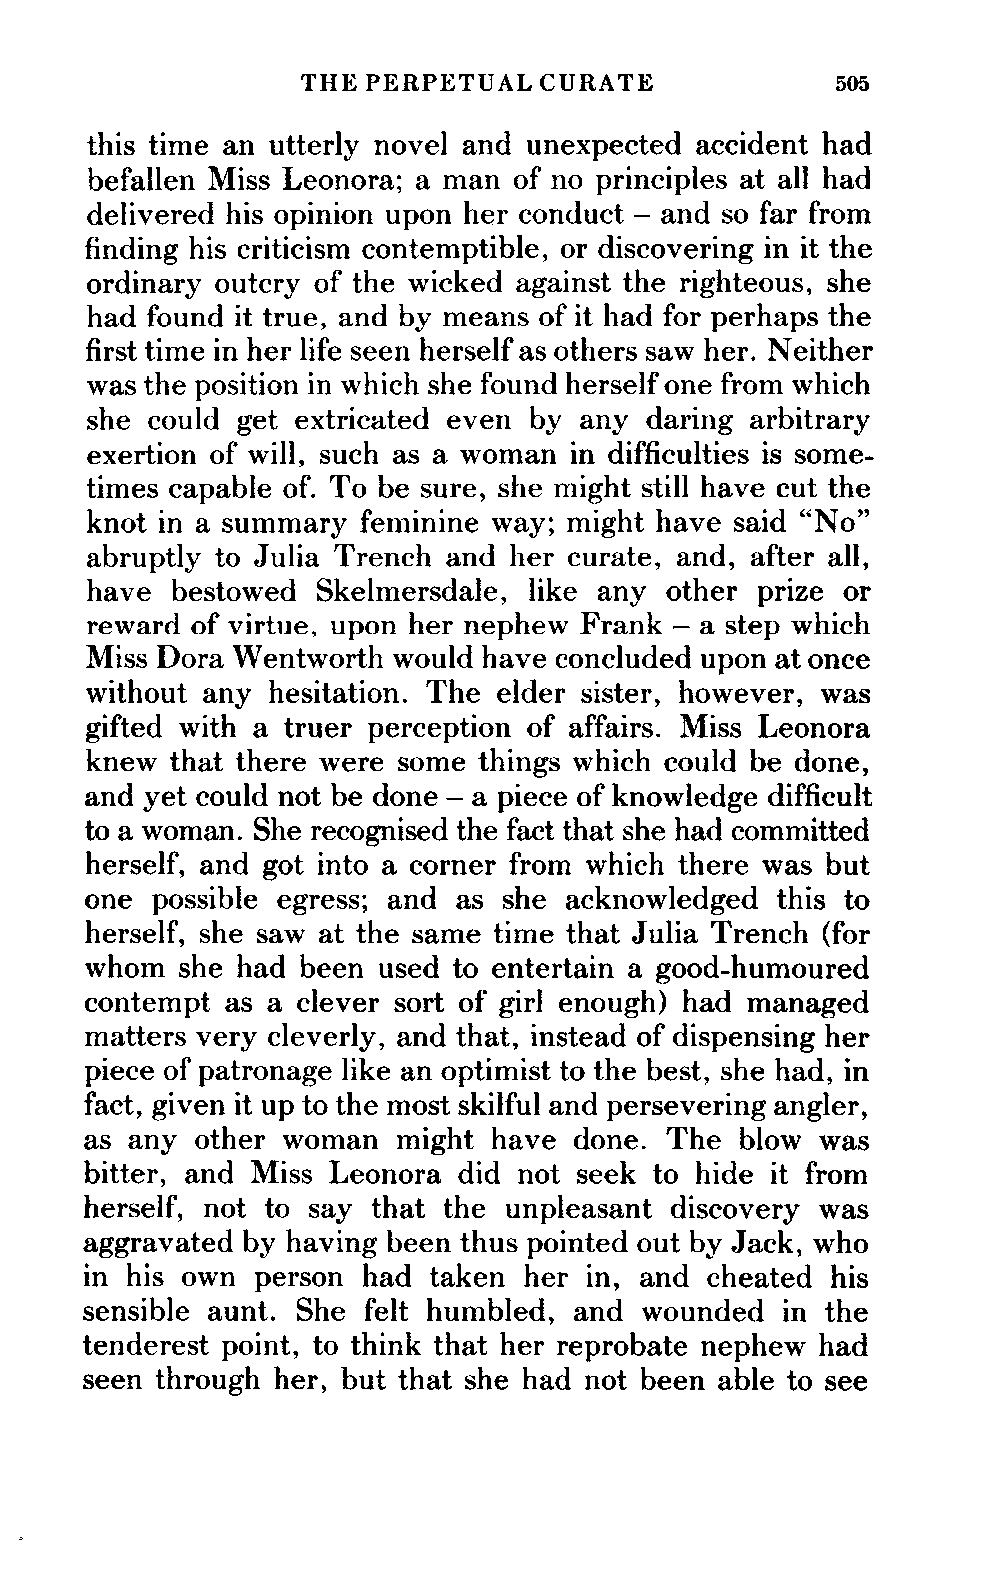 THE PERPETUAL CURATE 505
this time an utterly novel and unexpected accident had
befallen Miss Leonora; a man of no principles at all had
delivered his opinion upon her conduct – and so far from
finding his criticism contemptible, or discovering in it the
ordinary outcry of the wicked against the righteous, she
had found it true, and by means of it had for perhaps the
first time in her life seen herself as others saw her. Neither
was the position in which she found herself one from which
she could get extricated even by any daring arbitrary
exertion of will, such as a woman in difficulties is some-
times capable of. To be sure, she might still have cut the
knot in a summary feminine way; might have said “No”
abruptly to Julia Trench and her curate, and, after all,
have bestowed Skelmersdale, like any other prize or
reward of virtue, upon her nephew Frank – a step which
Miss Dora Wentworth would have concluded upon at once
without any hesitation. The elder sister, however, was
gifted with a truer perception of affairs. Miss Leonora
knew that there were some things which could be done,
and yet could not be done – a piece of knowledge difficult
to a woman. She recognised the fact that she had committed
herself, and got into a corner from which there was but
one possible egress; and as she acknowledged this to
herself, she saw at the same time that Julia Trench (for
whom she had been used to entertain a good-humoured
contempt as a clever sort of girl enough) had managed
matters very cleverly, and that, instead of dispensing her
piece of patronage like an optimist to the best, she had, in
fact, given it up to the most skilful and persevering angler,
as any other woman might have done. The blow was
bitter, and Miss Leonora did not seek to hide it from
herself, not to say that the unpleasant discovery was
aggravated by having been thus pointed out by Jack, who
in his own person had taken her in, and cheated his
sensible aunt. She felt humbled, and wounded in the
tenderest point, to think that her reprobate nephew had
seen through her, but that she had not been able to see